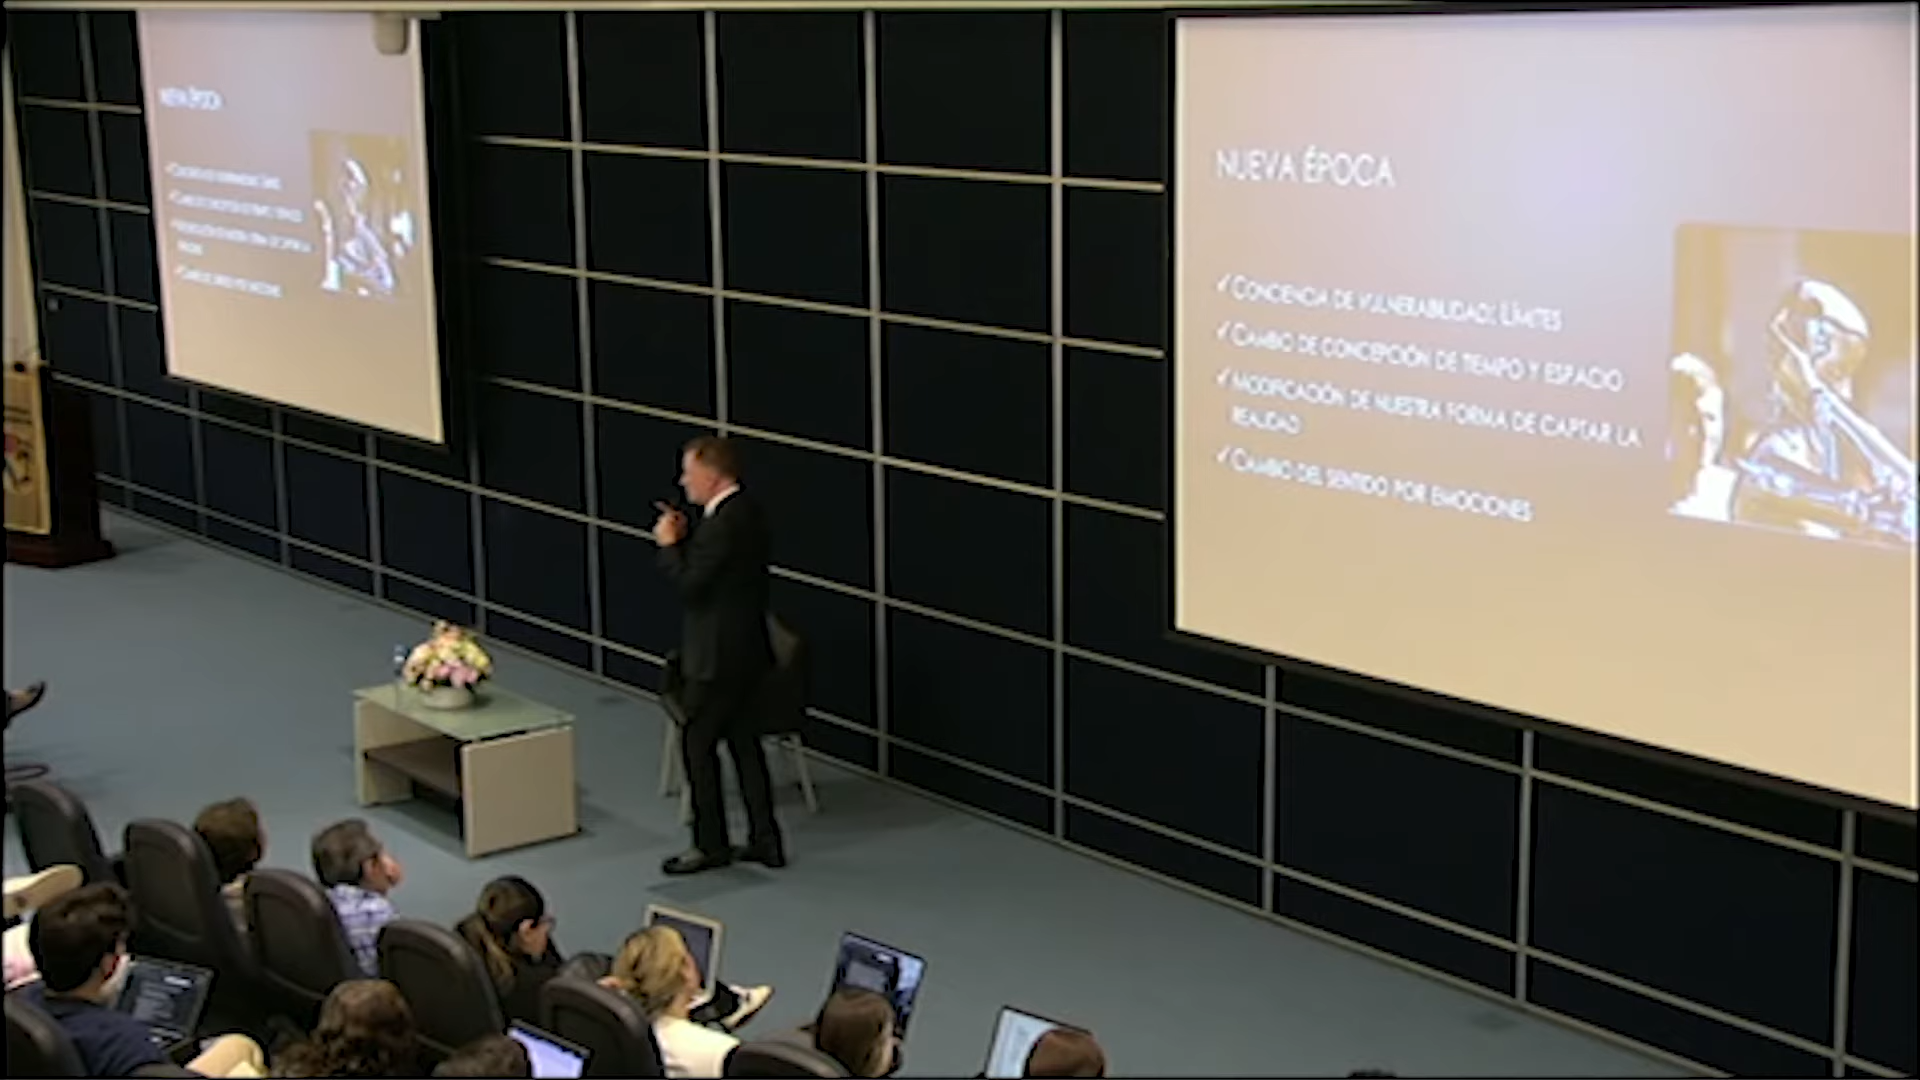 NUEVA ÉPOCA
✓CONCIENCIA DE VULNERABILIDAD: LÍMITES
✓CAMBIO DE CONCEPCIÓN DE TIEMPO Y ESPACIO
✓MODIFICACIÓN DE NUESTRA FORMA DE CAPTAR LA
REALIDAD
✓CAMBIO DEL SENTIDO POR EMOCIONES